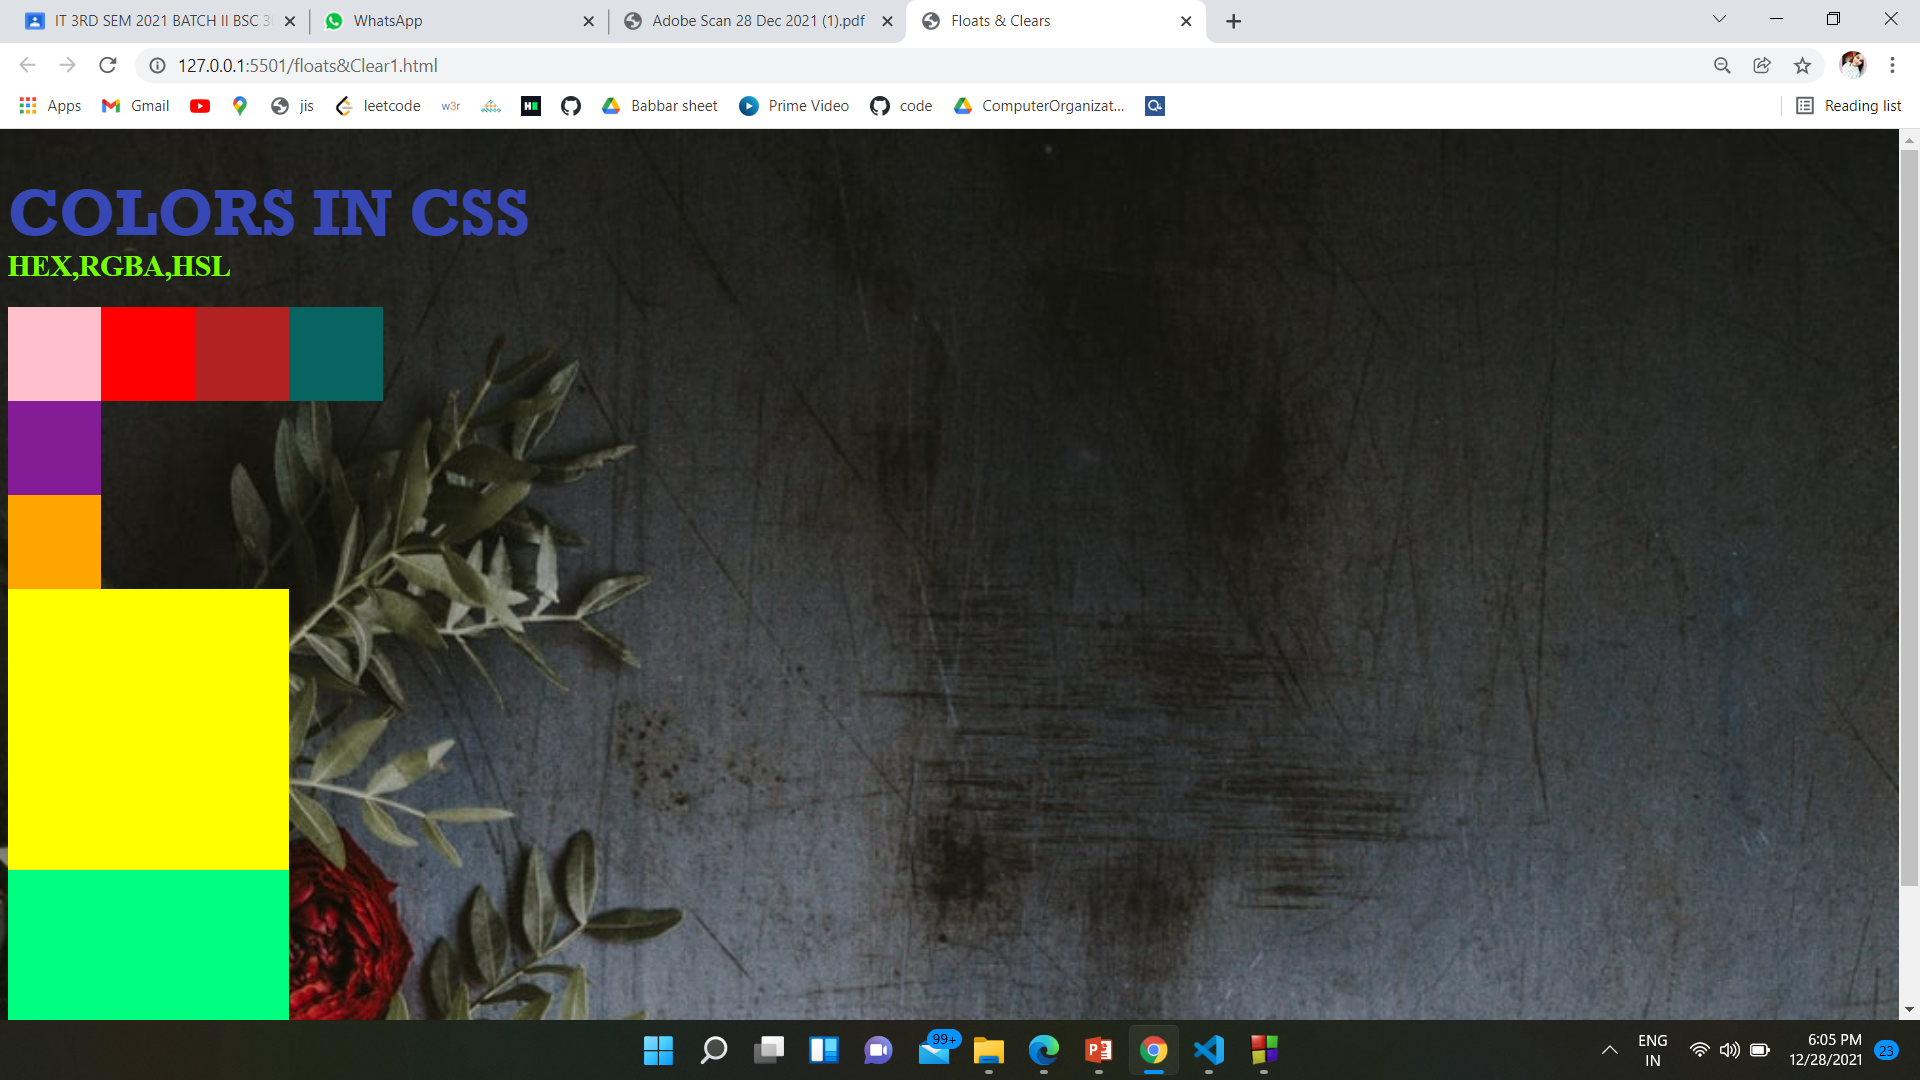 IT 3RD SEM 2021 BATCH II BSC 3
WhatsApp
Adobe Scan 28 Dec 2021 (1).pdf
Floats & Clears
127.0.0.1:5501/floats&Clear1.html
Apps
Gmail
jis
leetcode
w3r
Babbar sheet
Prime Video
code
ComputerOrganizat...
Reading list
COLORS IN CSS
HEX,RGBA,HSL
99+
ENG
IN
6:05 PM
12/28/2021
23